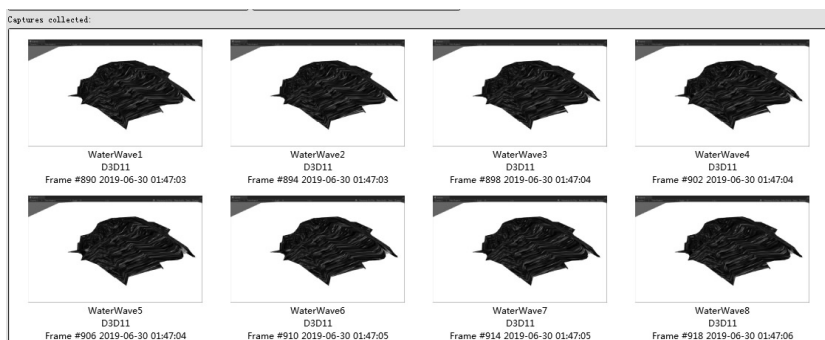 Captures collected:
WaterWave1
D3D11
Frame #890 2019-06-30 01:47:03
WaterWave2
D3D11
Frame #894 2019-06-30 01:47:03
WaterWave3
D3D11
Frame #898 2019-06-30 01:47:04
WaterWave4
D3D11
Frame #902 2019-06-30 01:47:04
WaterWave5
D3D11
Frame #906 2019-06-30 01:47:04
WaterWave6
D3D11
Frame #910 2019-06-30 01:47:05
WaterWave7
D3D11
Frame #914 2019-06-30 01:47:05
WaterWave8
D3D11
Frame #918 2019-06-30 01:47:06